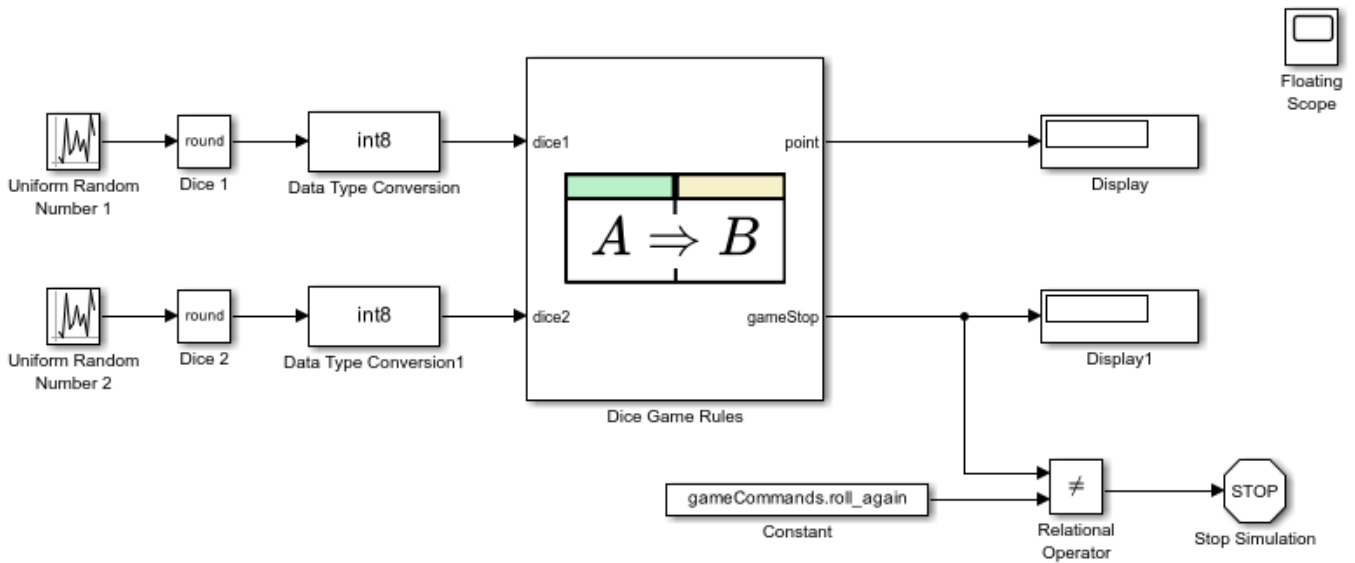 Floating
Scope
Uniform Random
Number 1
round
Dice 1
int8
Data Type Conversion
dice1
point
Display
A ⇒ B
Uniform Random
Number 2
round
Dice 2
int8
Data Type Conversion1
dice2
gameStop
Display1
Dice Game Rules
gameCommands.roll_again
Constant
≠
Relational
Operator
STOP
Stop Simulation